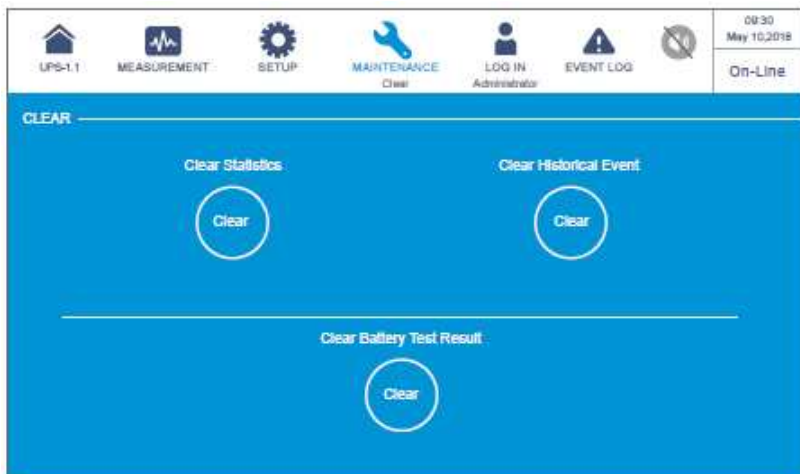 UPS-1.1
MEASUREMENT
SETUP
MAINTENANCE
Clear
LOG IN
Administrator
EVENT LOG
09:30
May 10,2018
On-Line
CLEAR
Clear Statistics
Clear Historical Event
Clear
Clear
Clear Battery Test Result
Clear